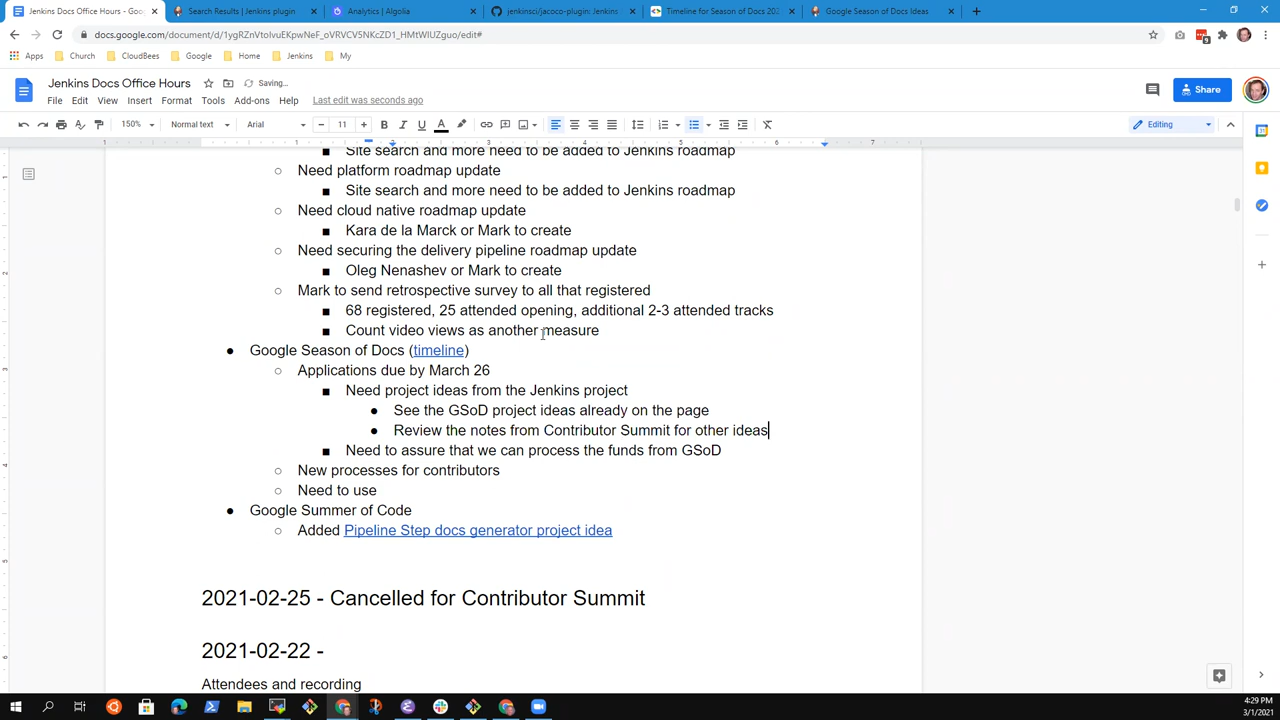 Jenkins Docs Office Hours - Goo
Search Results | Jenkins plugin
Analytics | Algolia
jenkinsci/jacoco-plugin: Jenkins
Timeline for Season of Docs 202
Google Season of Docs Ideas
docs.google.com/document/d/1ygRZnVtoIvuEKpwNeF_oVRVCV5NKcZD1_HMtWIUZguo/edit#
Apps
Church
CloudBees
Google
Home
Jenkins
My
Jenkins Docs Office Hours
Saving...
File Edit View Insert Format Tools Add-ons Help
Last edit was seconds ago
Share
150%
Normal text
Arial
11
Editing
Site search and more need to be added to Jenkins roadmap
○ Need platform roadmap update
■ Site search and more need to be added to Jenkins roadmap
○ Need cloud native roadmap update
■ Kara de la Marck or Mark to create
○ Need securing the delivery pipeline roadmap update
■ Oleg Nenashev or Mark to create
○ Mark to send retrospective survey to all that registered
■ 68 registered, 25 attended opening, additional 2-3 attended tracks
■ Count video views as another measure
● Google Season of Docs (timeline)
○ Applications due by March 26
■ Need project ideas from the Jenkins project
● See the GSoD project ideas already on the page
● Review the notes from Contributor Summit for other ideas
■ Need to assure that we can process the funds from GSoD
○ New processes for contributors
○ Need to use
● Google Summer of Code
○ Added Pipeline Step docs generator project idea
2021-02-25 - Cancelled for Contributor Summit
2021-02-22 -
Attendees and recording
4:29 PM
3/1/2021